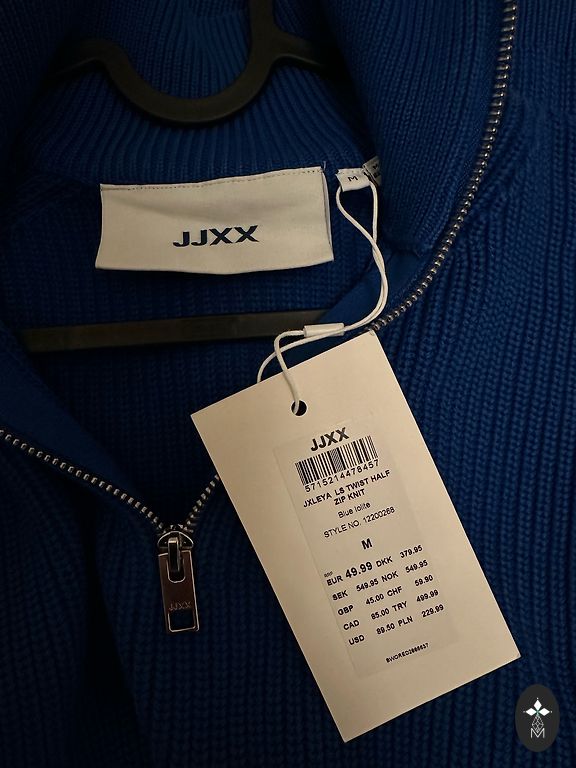 JJXX
M
JJXX
5715214478457
JXLEYA LS TWIST HALF
ZIP KNIT
Blue Iolite
STYLE NO. 12200268
M
RRP
EUR 49.99 DKK 379.95
SEK 549.95 NOK 549.95
GBP 45.00 CHF 59.90
CAD 85.00 TRY 499.99
USD 89.50 PLN 229.99
JJXX
M